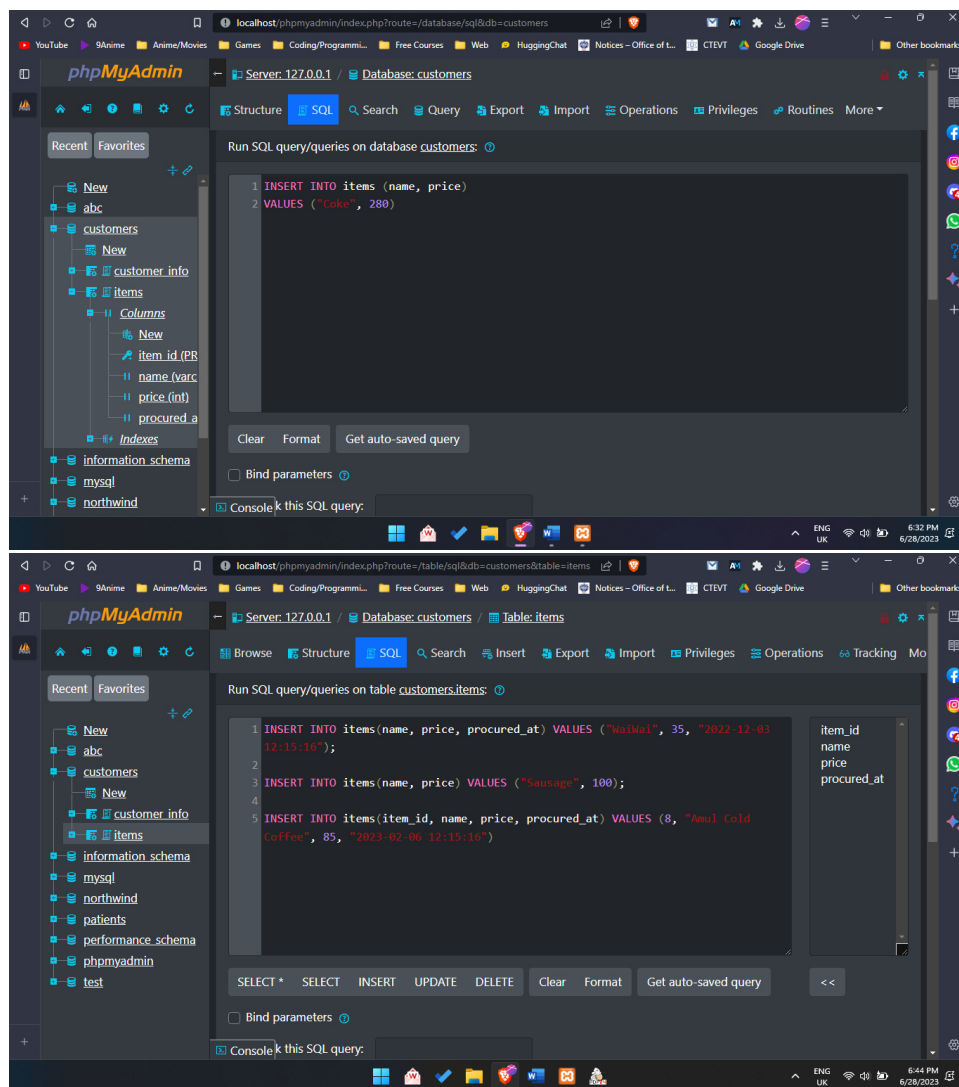 localhost/phpmyadmin/index.php?route=/database/sql&db=customers
YouTube 9Anime Anime/Movies Games Coding/Programmi... Free Courses Web HuggingChat Notices – Office of t... CTEVT Google Drive Other bookmark
phpMyAdmin
Server: 127.0.0.1 / Database: customers
Structure SQL Search Query Export Import Operations Privileges Routines More
Recent Favorites
New
abc
customers
New
customer_info
items
Columns
New
item_id (PR
name (varc
price (int)
procured_a
Indexes
information_schema
mysql
northwind
Run SQL query/queries on database customers:
1 INSERT INTO items (name, price)
2 VALUES ("Coke", 280)
Clear Format Get auto-saved query
Bind parameters
Console k this SQL query:
ENG
UK
6:32 PM
6/28/2023
localhost/phpmyadmin/index.php?route=/table/sql&db=customers&table=items
YouTube 9Anime Anime/Movies Games Coding/Programmi... Free Courses Web HuggingChat Notices – Office of t... CTEVT Google Drive Other bookmark
phpMyAdmin
Server: 127.0.0.1 / Database: customers / Table: items
Browse Structure SQL Search Insert Export Import Privileges Operations Tracking Mo
Recent Favorites
New
abc
customers
New
customer_info
items
information_schema
mysql
northwind
patients
performance_schema
phpmyadmin
test
Run SQL query/queries on table customers.items:
1 INSERT INTO items(name, price, procured_at) VALUES ("WaiWai", 35, "2022-12-03
12:15:16");
2
3 INSERT INTO items(name, price) VALUES ("Sausage", 100);
4
5 INSERT INTO items(item_id, name, price, procured_at) VALUES (8, "Amul Cold
Coffee", 85, "2023-02-06 12:15:16")
item_id
name
price
procured_at
SELECT * SELECT INSERT UPDATE DELETE Clear Format Get auto-saved query <<
Bind parameters
Console k this SQL query:
ENG
UK
6:44 PM
6/28/2023